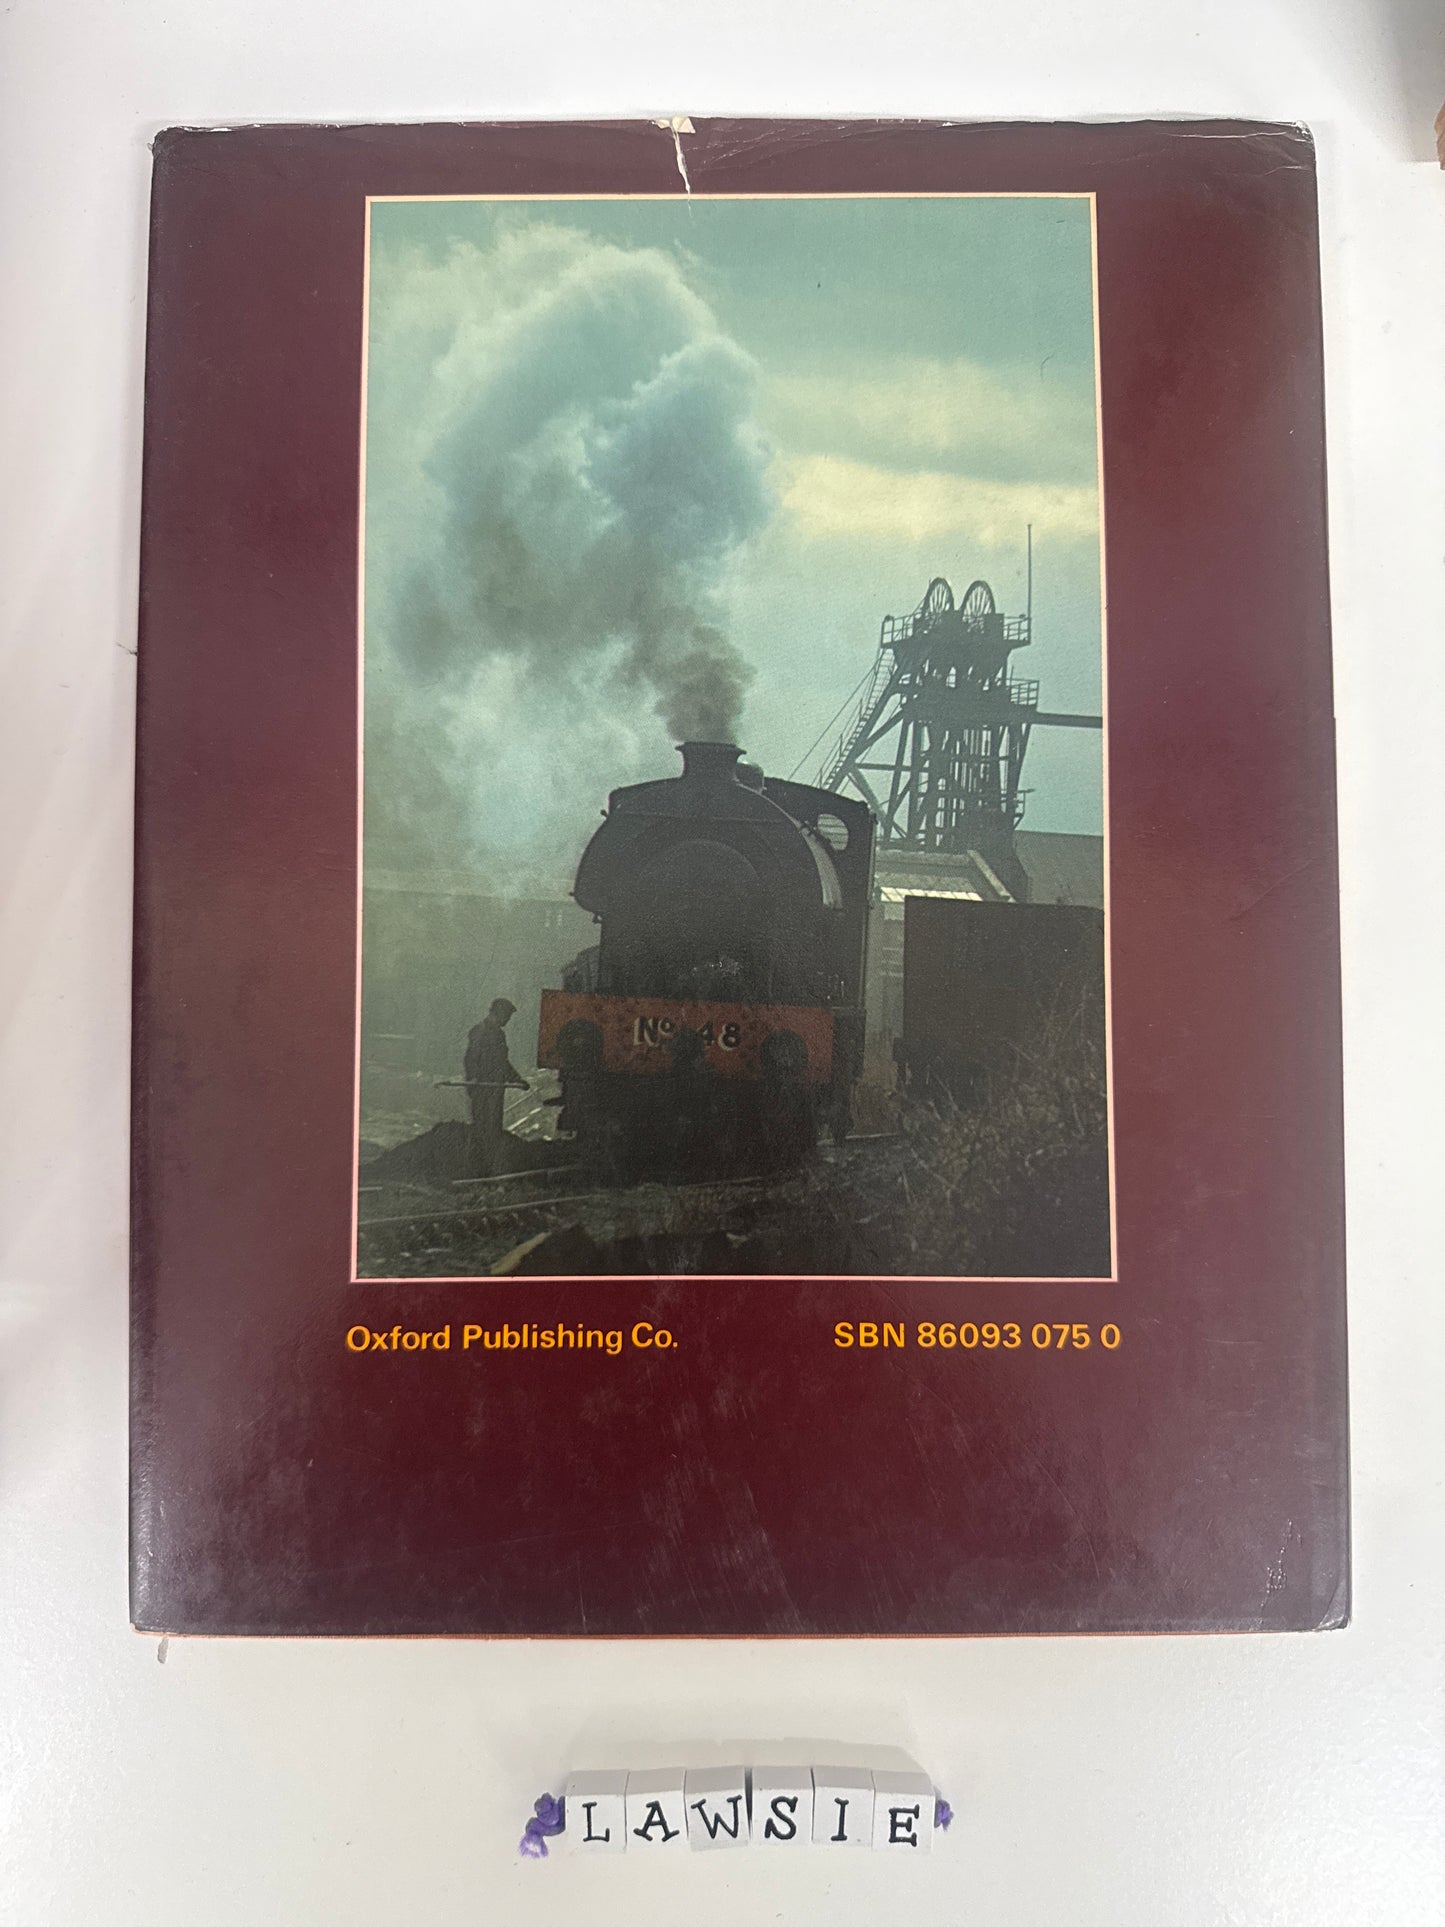 No 48
Oxford Publishing Co. SBN 86093 075 0
LAWSIE